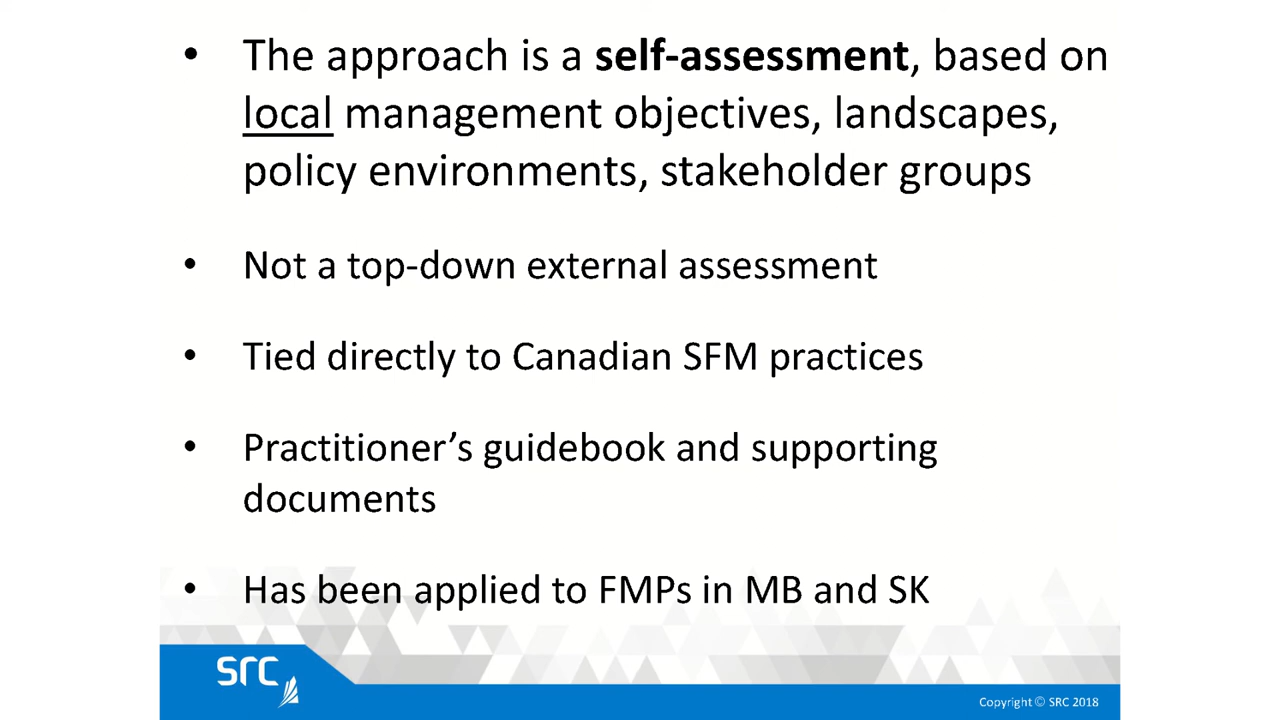 • The approach is a self-assessment, based on
local management objectives, landscapes,
policy environments, stakeholder groups
• Not a top-down external assessment
• Tied directly to Canadian SFM practices
• Practitioner’s guidebook and supporting
documents
• Has been applied to FMPs in MB and SK
SRC
Copyright © SRC 2018